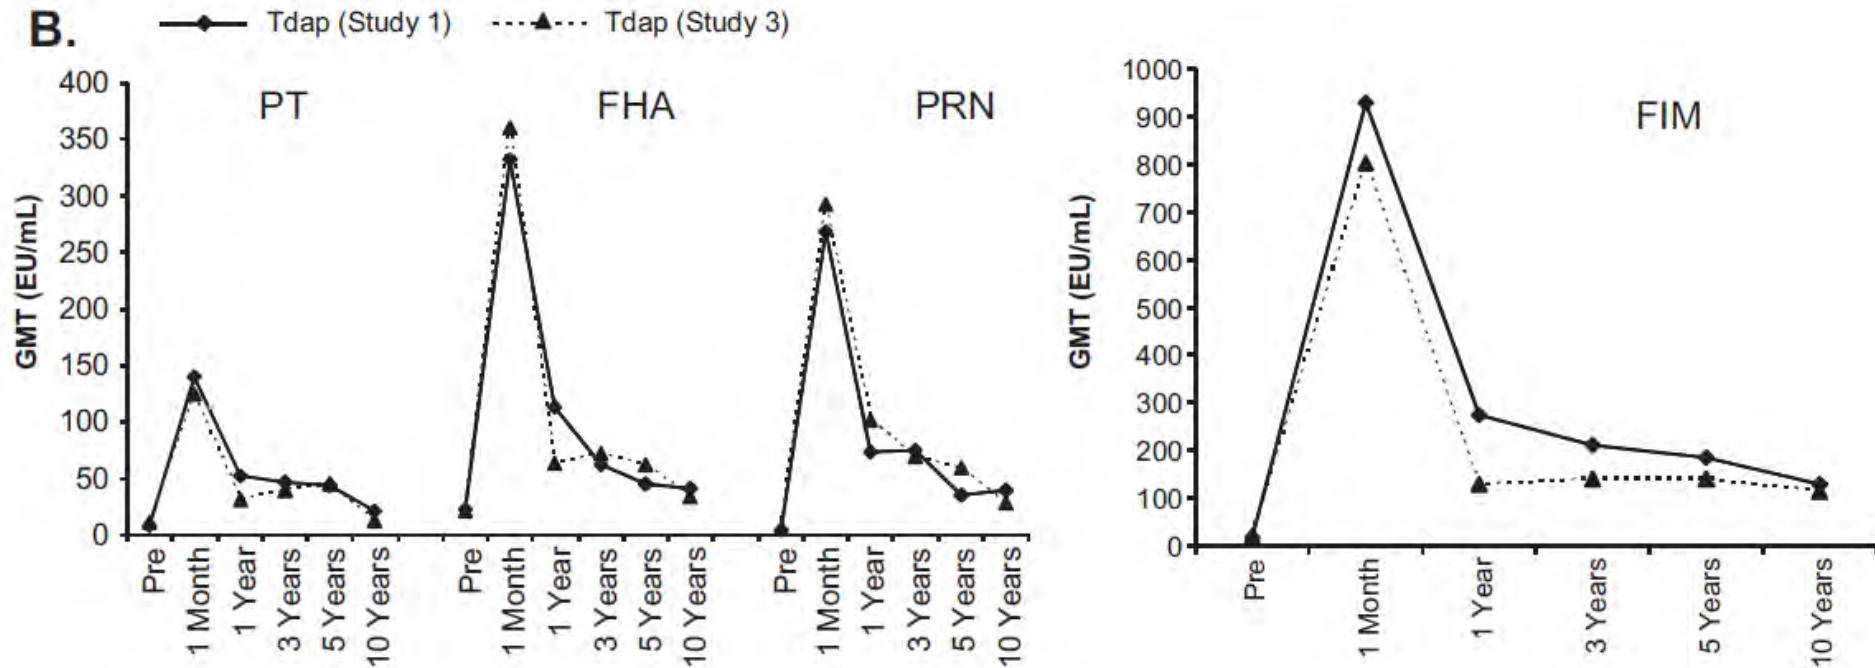 B.
Tdap (Study 1) Tdap (Study 3)
GMT (EU/mL)
400
350
300
250
200
150
100
50
0
PT FHA PRN
Pre 1 Month 1 Year 3 Years 5 Years 10 Years
Pre 1 Month 1 Year 3 Years 5 Years 10 Years
Pre 1 Month 1 Year 3 Years 5 Years 10 Years
GMT (EU/mL)
1000
900
800
700
600
500
400
300
200
100
0
FIM
Pre 1 Month 1 Year 3 Years 5 Years 10 Years